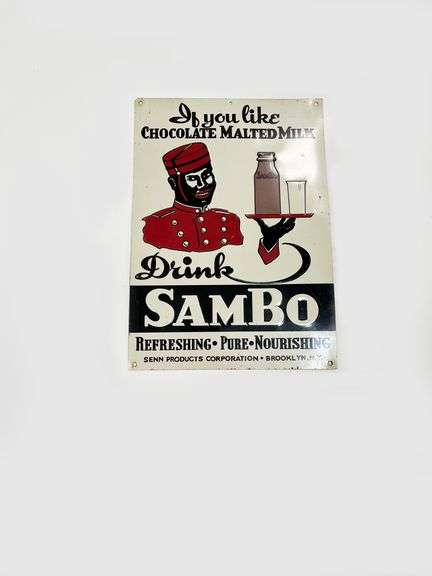 If you like
CHOCOLATE MALTED MILK
Drink
SAMBO
REFRESHING • PURE • NOURISHING
SENN PRODUCTS CORPORATION • BROOKLYN, N.Y.